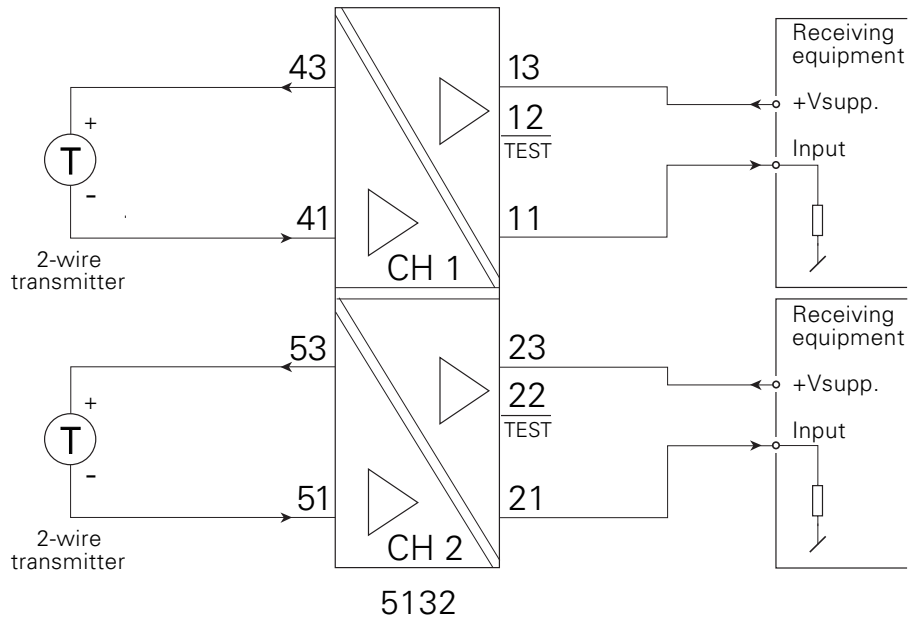 Receiving
equipment
43
13
+Vsupp.
+
T
12
TEST
Input
-
41
11
CH 1
2-wire
transmitter
Receiving
equipment
53
23
+Vsupp.
+
T
22
TEST
Input
-
51
21
CH 2
2-wire
transmitter
5132